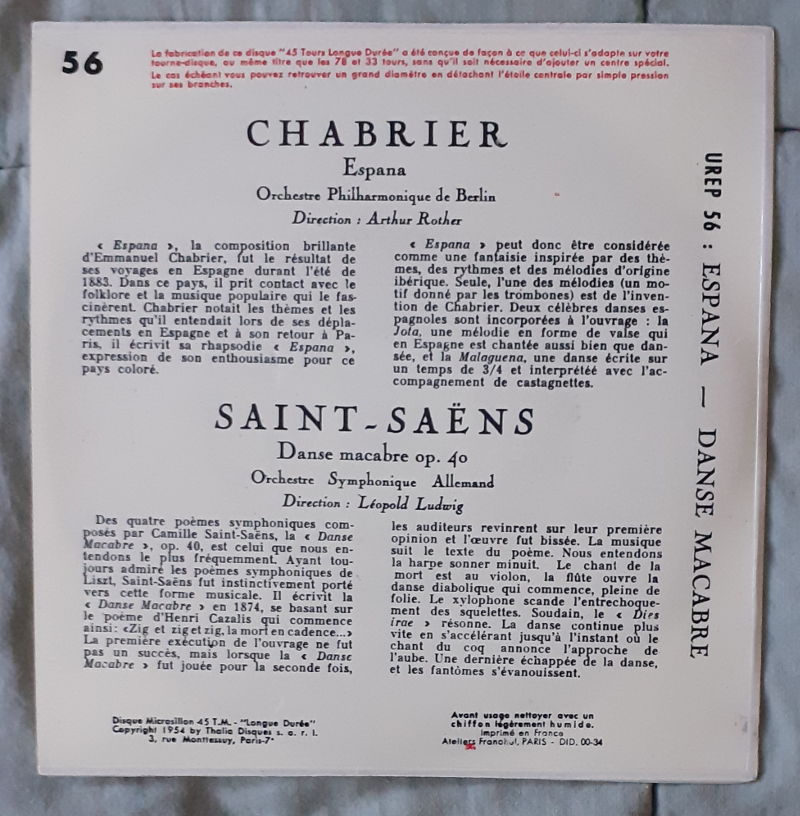 56
La fabrication de ce disque "45 Tours Longue Durée" a été conçue de façon à ce que celui-ci s'adapte sur votre
tourne-disque, au même titre que les 78 et 33 tours, sans qu'il soit nécessaire d'ajouter un centre spécial.
Le cas échéant vous pouvez retrouver un grand diamètre en détachant l'étoile centrale par simple pression
sur ses branches.
CHABRIER
Espana
Orchestre Philharmonique de Berlin
Direction : Arthur Rother
« Espana », la composition brillante
d'Emmanuel Chabrier, fut le résultat de
ses voyages en Espagne durant l'été de
1883. Dans ce pays, il prit contact avec le
folklore et la musique populaire qui le fas-
cinèrent. Chabrier notait les thèmes et les
rythmes qu'il entendait lors de ses dépla-
cements en Espagne et à son retour à Pa-
ris, il écrivit sa rhapsodie « Espana »,
expression de son enthousiasme pour ce
pays coloré.
« Espana » peut donc être considérée
comme une fantaisie inspirée par des thè-
mes, des rythmes et des mélodies d'origine
ibérique. Seule, l'une des mélodies (un mo-
tif donné par les trombones) est de l'inven-
tion de Chabrier. Deux célèbres danses es-
pagnoles sont incorporées à l'ouvrage : la
Jota, une mélodie en forme de valse qui
en Espagne est chantée aussi bien que dan-
sée, et la Malaguena, une danse écrite sur
un temps de 3/4 et interprétéé avec l'ac-
compagnement de castagnettes.
SAINT-SAËNS
Danse macabre op. 40
Orchestre Symphonique Allemand
Direction : Léopold Ludwig
Des quatre poèmes symphoniques com-
posés par Camille Saint-Saëns, la « Danse
Macabre », op. 40, est celui que nous en-
tendons le plus fréquemment. Ayant tou-
jours admiré les poèmes symphoniques de
Liszt, Saint-Saëns fut instinctivement porté
vers cette forme musicale. Il écrivit la
« Danse Macabre » en 1874, se basant sur
le poème d'Henri Cazalis qui commence
ainsi: «Zig et zig et zig, la mort en cadence...»
La première exécution de l'ouvrage ne fut
pas un succès, mais lorsque la « Danse
Macabre » fut jouée pour la seconde fois,
les auditeurs revinrent sur leur première
opinion et l'œuvre fut bissée. La musique
suit le texte du poème. Nous entendons
la harpe sonner minuit. Le chant de la
mort est au violon, la flûte ouvre la
danse diabolique qui commence, pleine de
folie. Le xylophone scande l'entrechoque-
ment des squelettes. Soudain, le « Dies
irae » résonne. La danse continue plus
vite en s'accélérant jusqu'à l'instant où le
chant du coq annonce l'approche de
l'aube. Une dernière échappée de la danse,
et les fantômes s'évanouissent.
Disque Microsillon 45 T.M. - "Longue Durée"
Copyright 1954 by Thalia Disques s. a. r. l.
3, rue Monttessuy, Paris-7ᵉ
Avant usage nettoyer avec un
chiffon légèrement humide.
Imprimé en France
Ateliers PARIS - DID. 00-34
UREP 56 : ESPANA — DANSE MACABRE